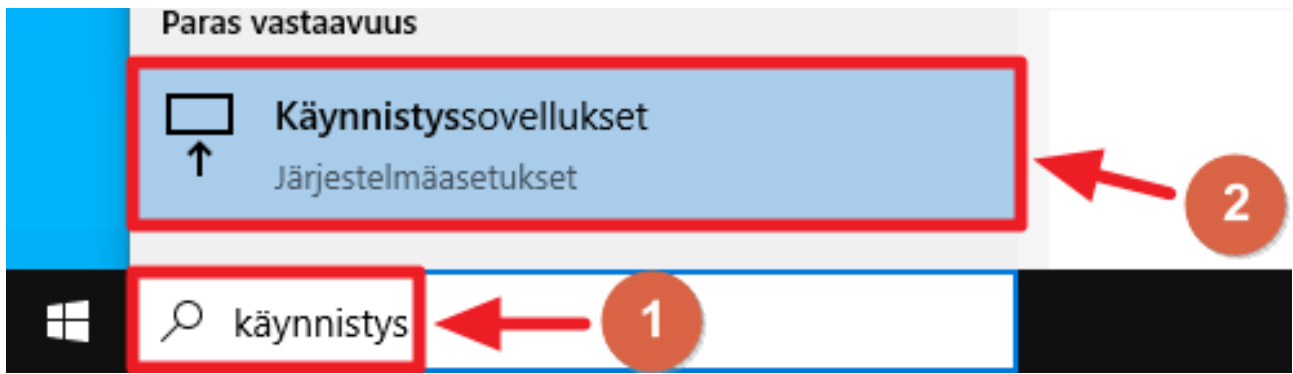 Paras vastaavuus
Käynnistyssovellukset
Järjestelmäasetukset
2
käynnistys
1